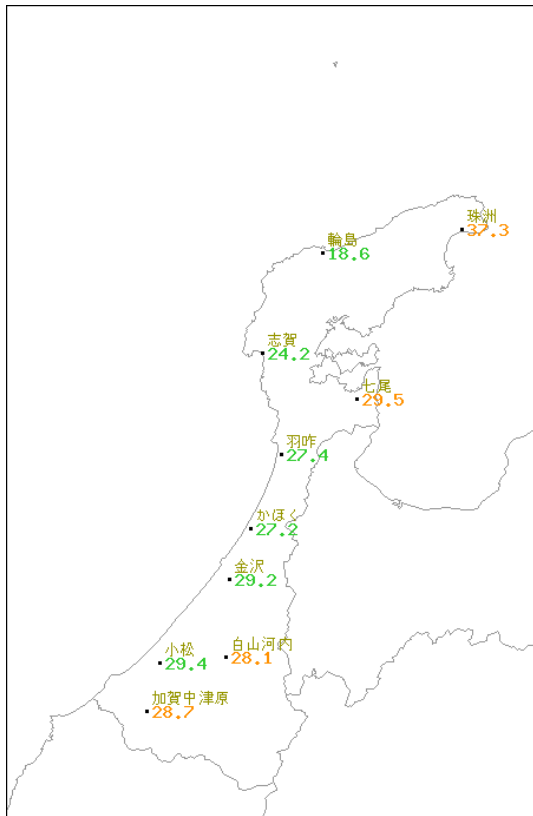 珠洲
37.3
輪島
18.6
志賀
24.2
七尾
29.5
羽咋
27.4
かほく
27.2
金沢
29.2
白山河内
28.1
小松
29.4
加賀中津原
28.7